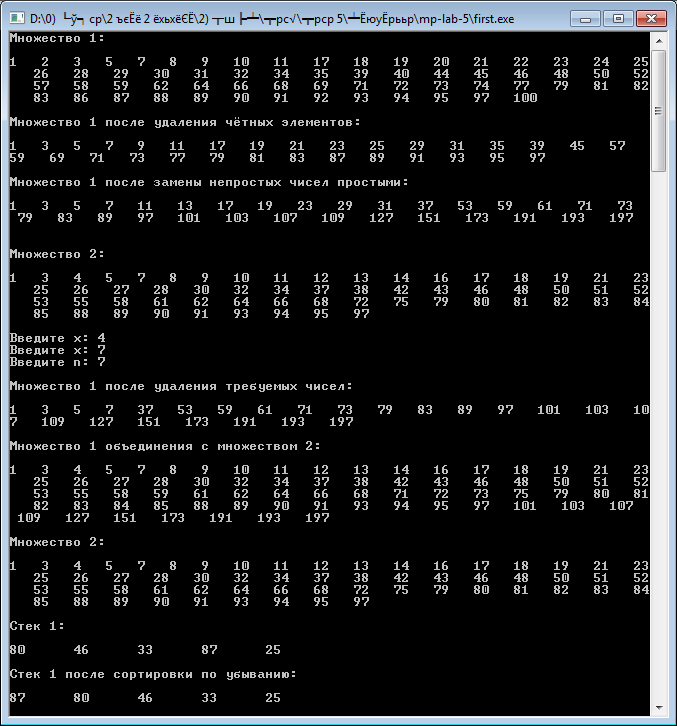 mp-lab-5\first.exe
Множество 1:
1 2 3 5 7 8 9 10 11 17 18 19 20 21 22 23 24 25
26 28 29 30 31 32 34 35 39 40 44 45 46 48 50 52
57 58 59 62 64 66 68 69 71 72 73 74 77 79 81 82
83 86 87 88 89 90 91 92 93 94 95 97 100
Множество 1 после удаления чётных элементов:
1 3 5 7 9 11 17 19 21 23 25 29 31 35 39 45 57
59 69 71 73 77 79 81 83 87 89 91 93 95 97
Множество 1 после замены непростых чисел простыми:
1 3 5 7 11 13 17 19 23 29 31 37 53 59 61 71 73
79 83 89 97 101 103 107 109 127 151 173 191 193 197
Множество 2:
1 3 4 5 7 8 9 10 11 12 13 14 16 17 18 19 21 23
25 26 27 28 30 32 34 37 38 42 43 46 48 50 51 52
53 55 58 61 62 64 66 68 72 75 79 80 81 82 83 84
85 88 89 90 91 93 94 95 97
Введите x: 4
Введите x: 7
Введите n: 7
Множество 1 после удаления требуемых чисел:
1 3 5 7 37 53 59 61 71 73 79 83 89 97 101 103 10
7 109 127 151 173 191 193 197
Множество 1 объединения с множеством 2:
1 3 4 5 7 8 9 10 11 12 13 14 16 17 18 19 21 23
25 26 27 28 30 32 34 37 38 42 43 46 48 50 51 52
53 55 58 59 61 62 64 66 68 71 72 73 75 79 80 81
82 83 84 85 88 89 90 91 93 94 95 97 101 103 107
109 127 151 173 191 193 197
Множество 2:
1 3 4 5 7 8 9 10 11 12 13 14 16 17 18 19 21 23
25 26 27 28 30 32 34 37 38 42 43 46 48 50 51 52
53 55 58 61 62 64 66 68 72 75 79 80 81 82 83 84
85 88 89 90 91 93 94 95 97
Стек 1:
80 46 33 87 25
Стек 1 после сортировки по убыванию:
87 80 46 33 25